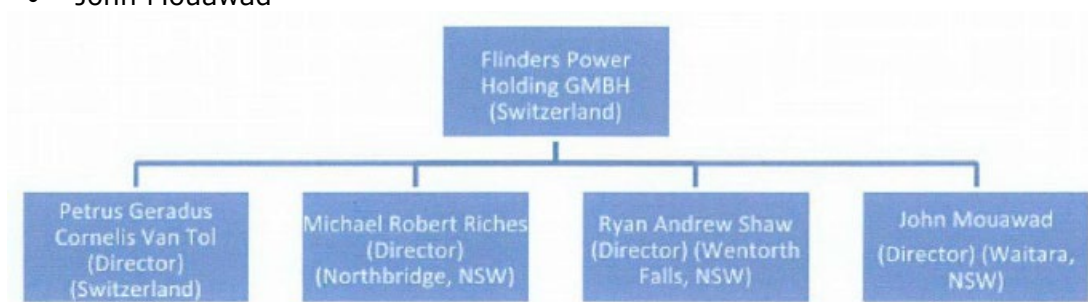 John Mouawad
Flinders Power
Holding GMBH
(Switzerland)
Petrus Geradus
Cornelis Van Tol
(Director)
(Switzerland)
Michael Robert Riches
(Director)
(Northbridge, NSW)
Ryan Andrew Shaw
(Director) (Wentorth
Falls, NSW)
John Mouawad
(Director) (Waitara,
NSW)